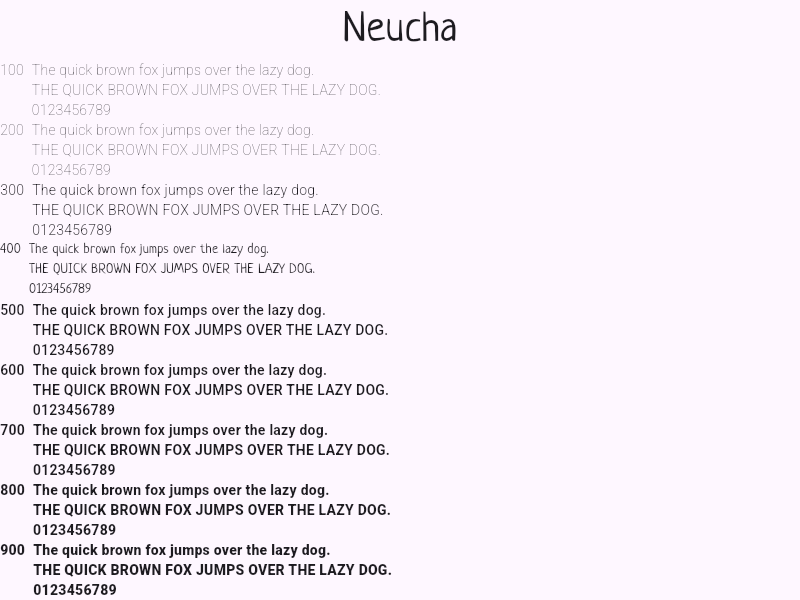 Neucha
100 The quick brown fox jumps over the lazy dog.
THE QUICK BROWN FOX JUMPS OVER THE LAZY DOG.
0123456789
200 The quick brown fox jumps over the lazy dog.
THE QUICK BROWN FOX JUMPS OVER THE LAZY DOG.
0123456789
300 The quick brown fox jumps over the lazy dog.
THE QUICK BROWN FOX JUMPS OVER THE LAZY DOG.
0123456789
400 The quick brown fox jumps over the lazy dog.
THE QUICK BROWN FOX JUMPS OVER THE LAZY DOG.
0123456789
500 The quick brown fox jumps over the lazy dog.
THE QUICK BROWN FOX JUMPS OVER THE LAZY DOG.
0123456789
600 The quick brown fox jumps over the lazy dog.
THE QUICK BROWN FOX JUMPS OVER THE LAZY DOG.
0123456789
700 The quick brown fox jumps over the lazy dog.
THE QUICK BROWN FOX JUMPS OVER THE LAZY DOG.
0123456789
800 The quick brown fox jumps over the lazy dog.
THE QUICK BROWN FOX JUMPS OVER THE LAZY DOG.
0123456789
900 The quick brown fox jumps over the lazy dog.
THE QUICK BROWN FOX JUMPS OVER THE LAZY DOG.
0123456789